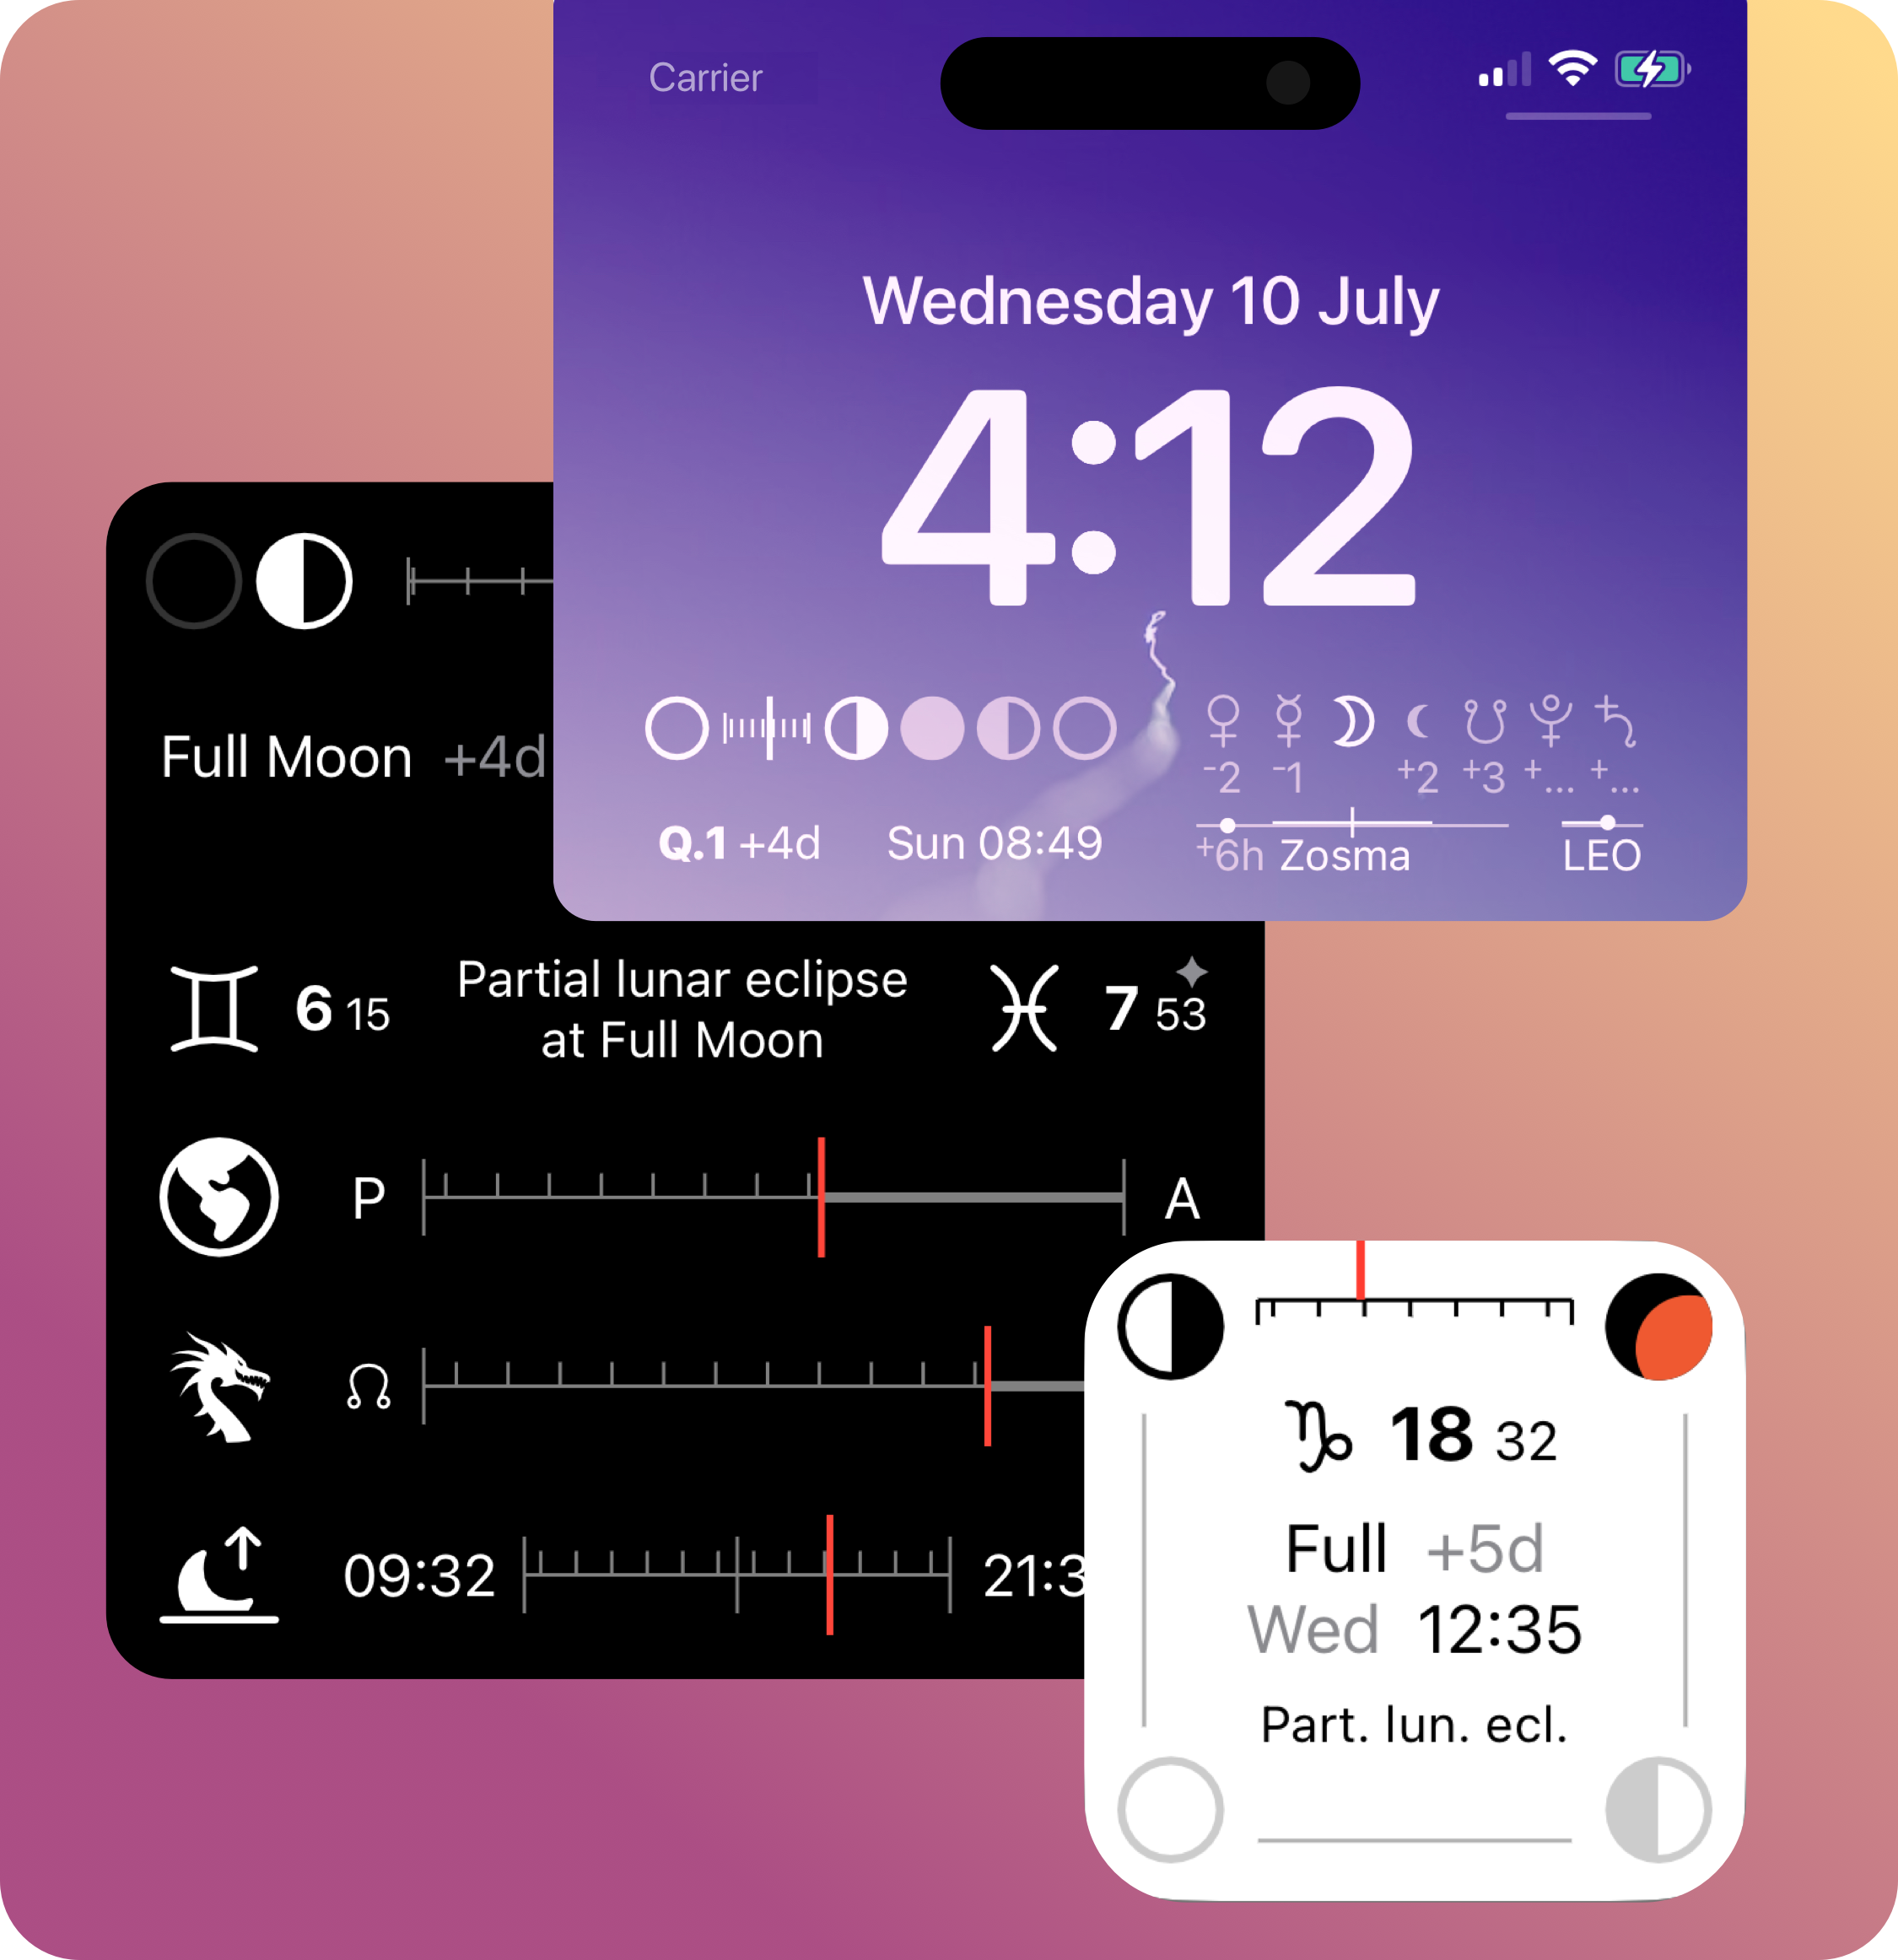 Carrier
Wednesday 10 July
4:12
-2 -1 +2 +3 +… +…
Q.1 +4d Sun 08:49
+6h Zosma LEO
Full Moon +4d
6 15 Partial lunar eclipse 7 53
at Full Moon
P A
09:32 21:3
18 32
Full +5d
Wed 12:35
Part. lun. ecl.